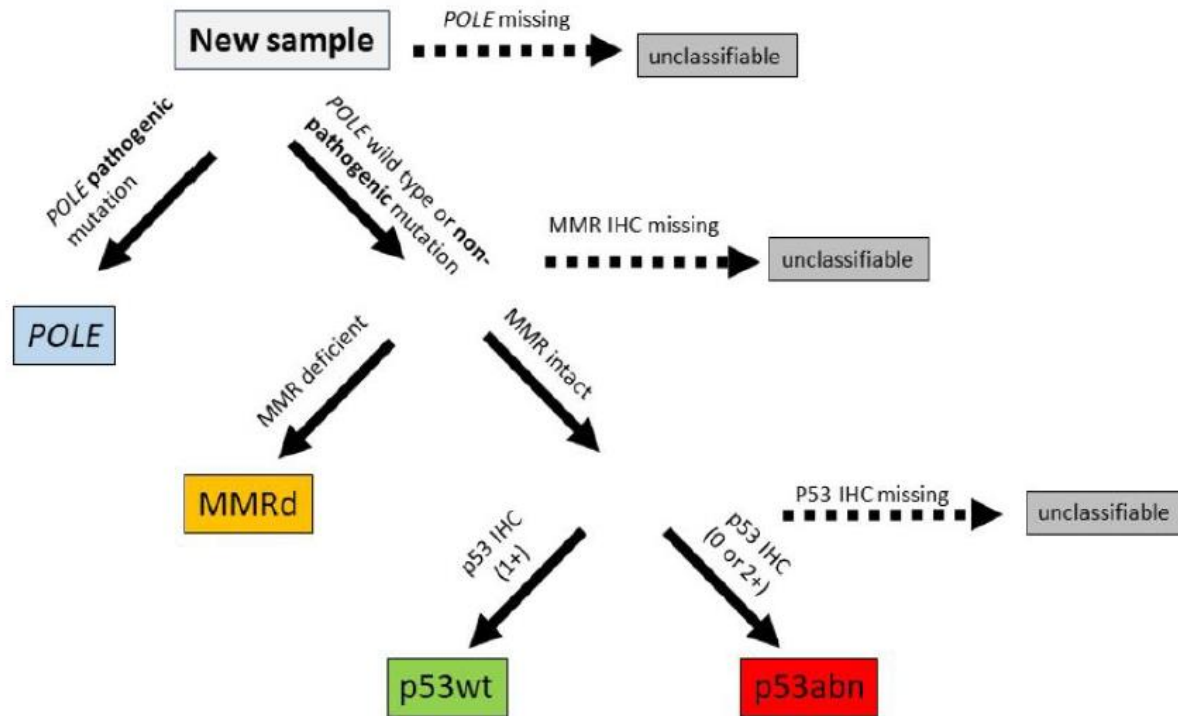 New sample
POLE missing
unclassifiable
POLE pathogenic
mutation
POLE wild type or non-
pathogenic mutation
MMR IHC missing
unclassifiable
POLE
MMR deficient
MMR intact
MMRd
P53 IHC missing
unclassifiable
p53 IHC
(1+)
p53 IHC
(0 or 2+)
p53wt
p53abn